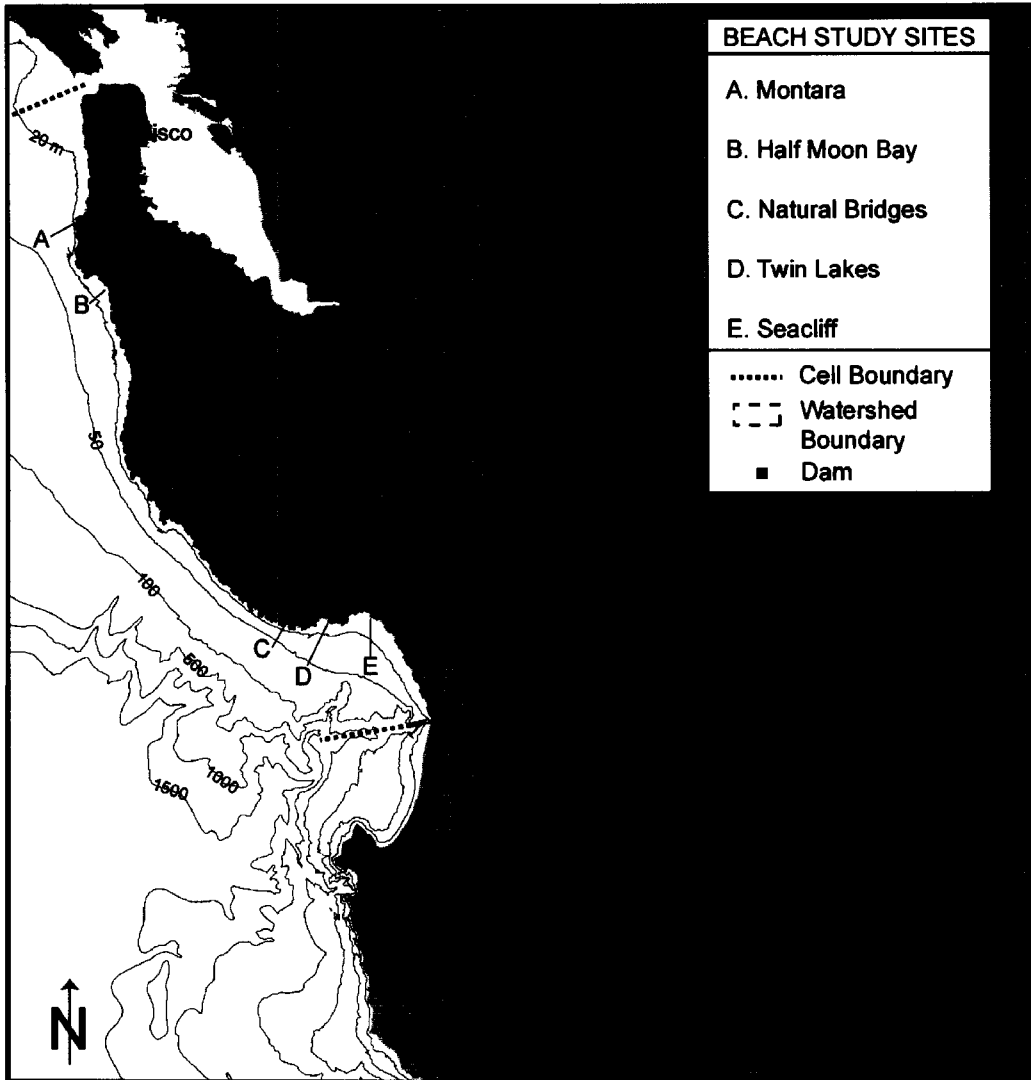 BEACH STUDY SITES
A. Montara
B. Half Moon Bay
C. Natural Bridges
D. Twin Lakes
E. Seacliff
Cell Boundary
Watershed
Boundary
Dam
isco
20 m
A
B
50
100
C
D
E
500
1000
1500
N